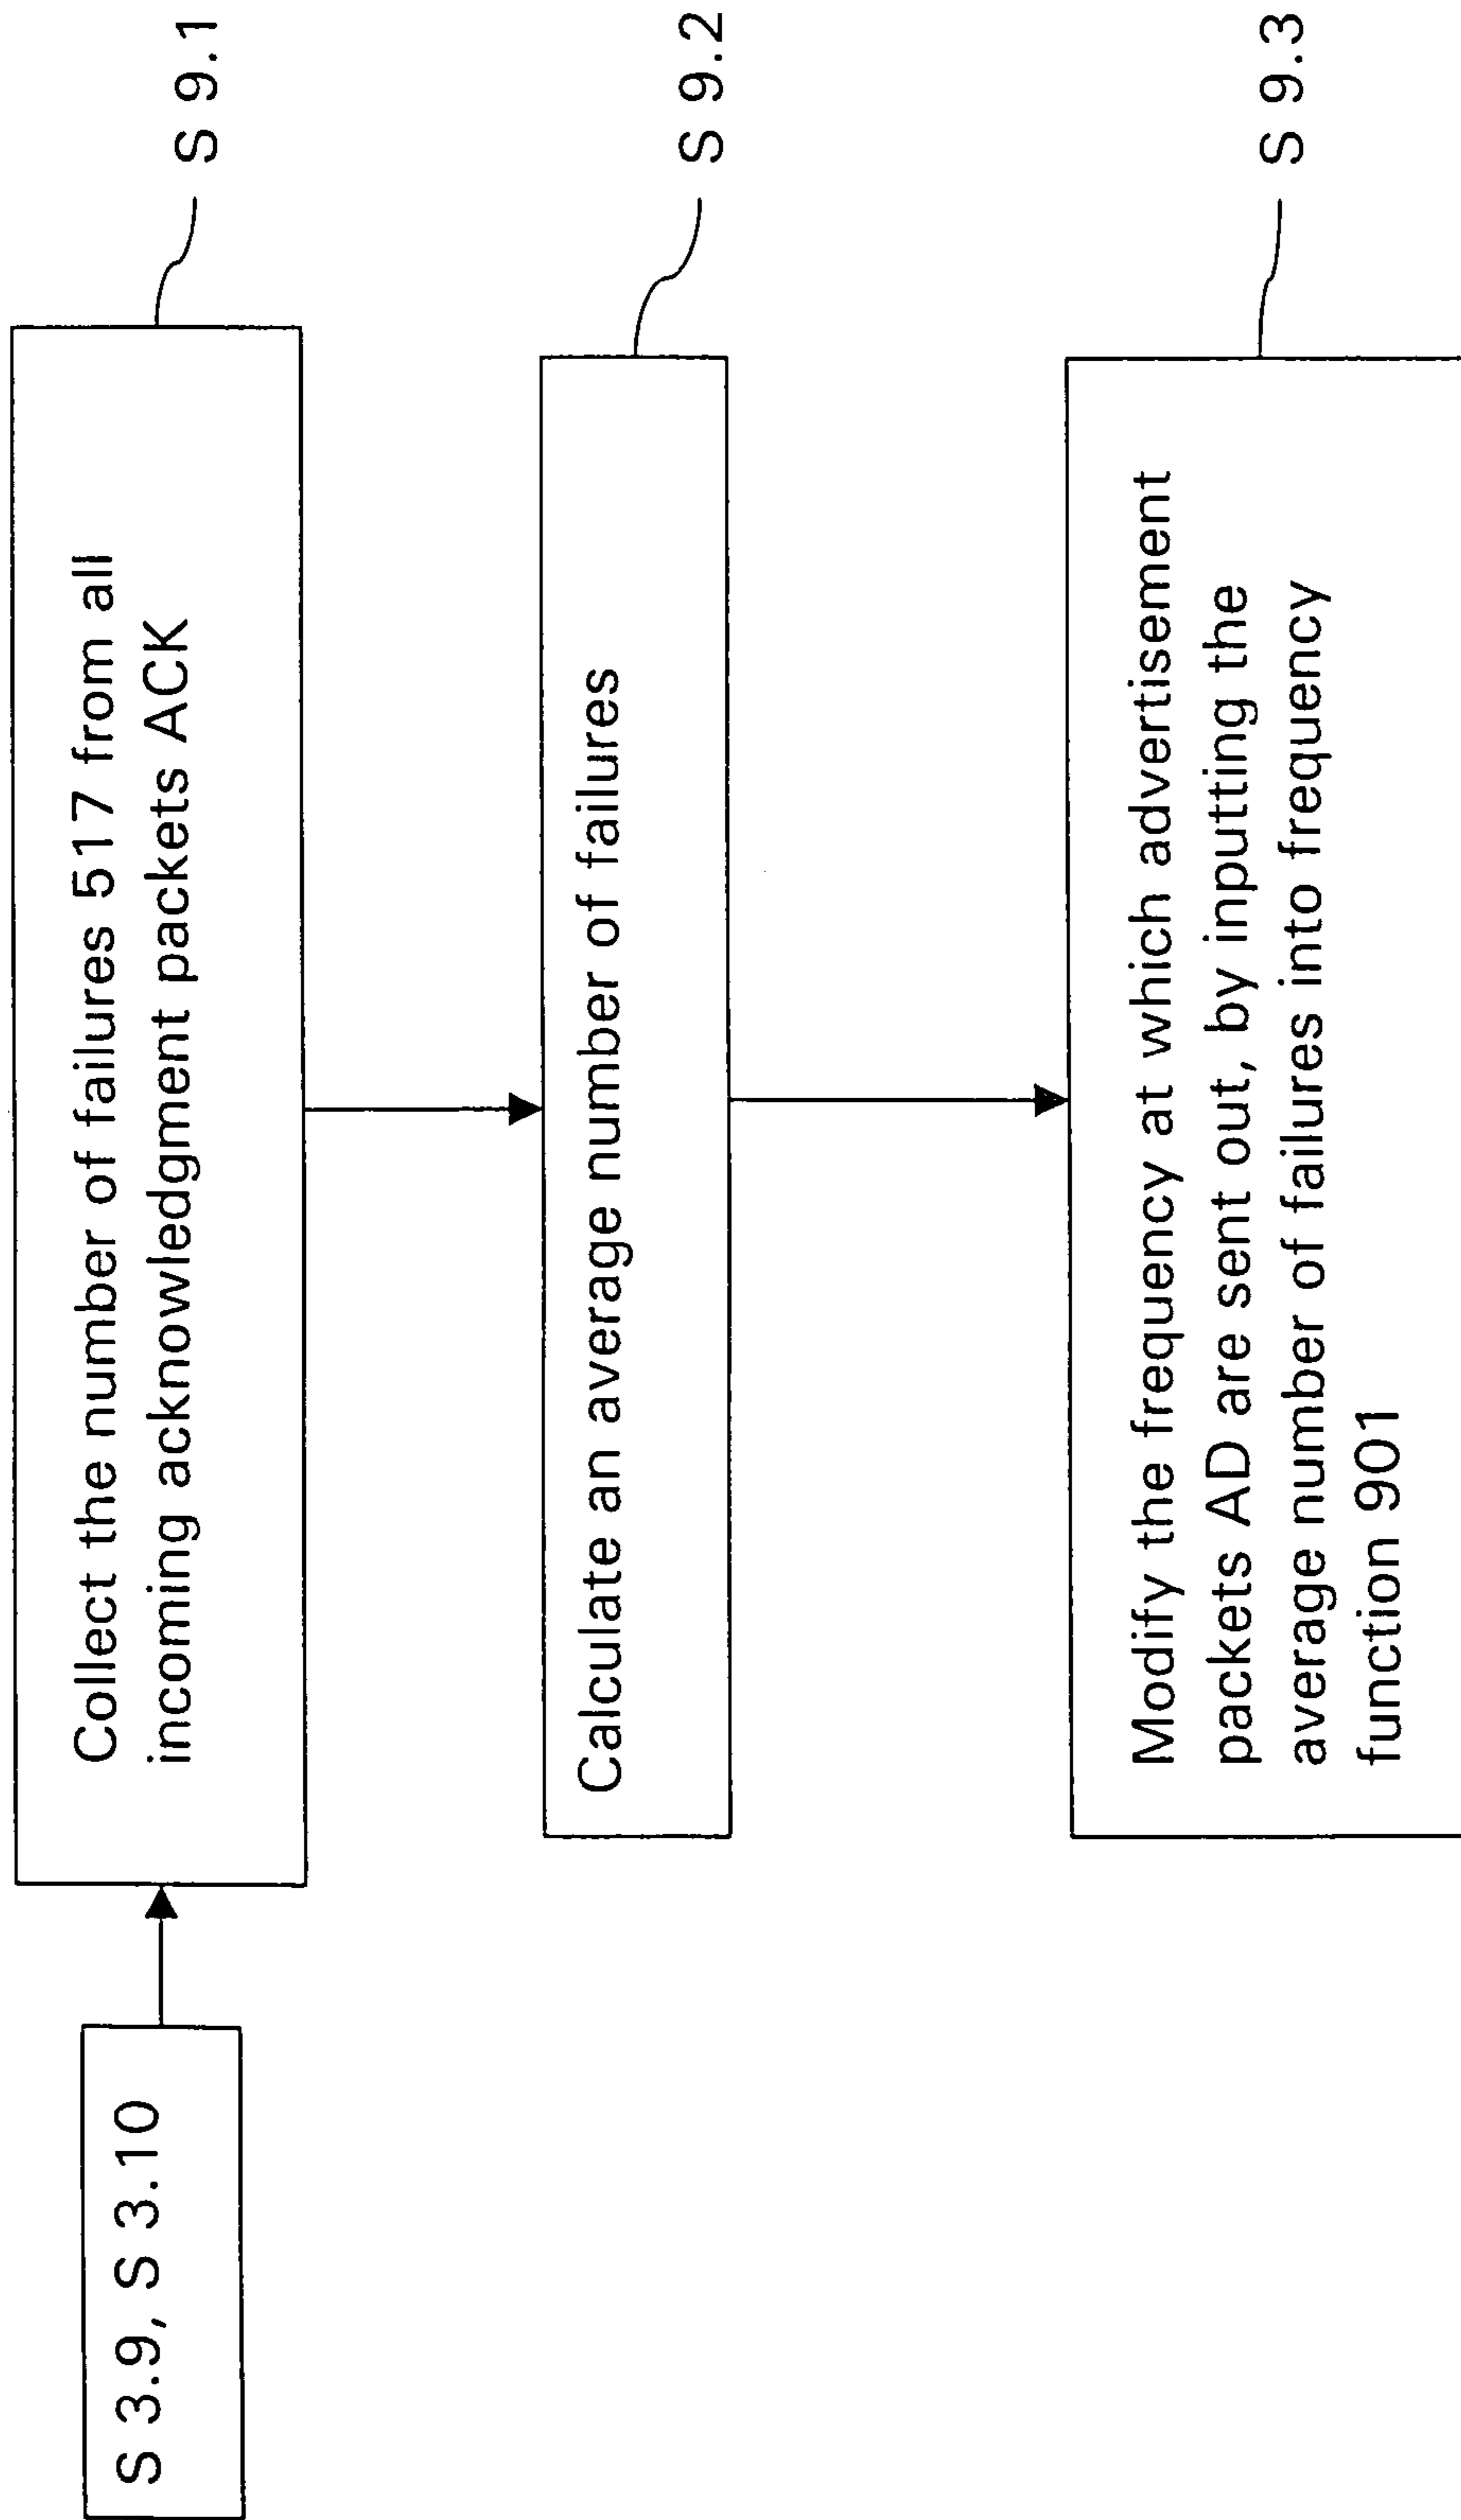 S 3.9, S 3.10
Collect the number of failures 517 from all
incoming acknowledgment packets ACK
S 9.1
Calculate an average number of failures
S 9.2
Modify the frequency at which advertisement
packets AD are sent out, by inputting the
average number of failures into frequency
function 901
S 9.3